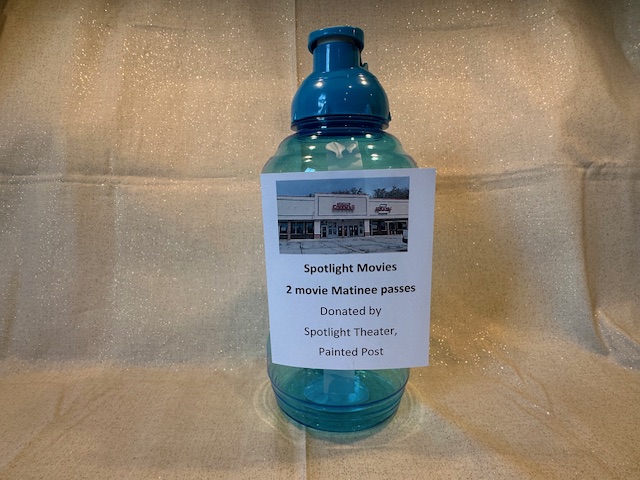 Spotlight Movies
2 movie Matinee passes
Donated by
Spotlight Theater,
Painted Post